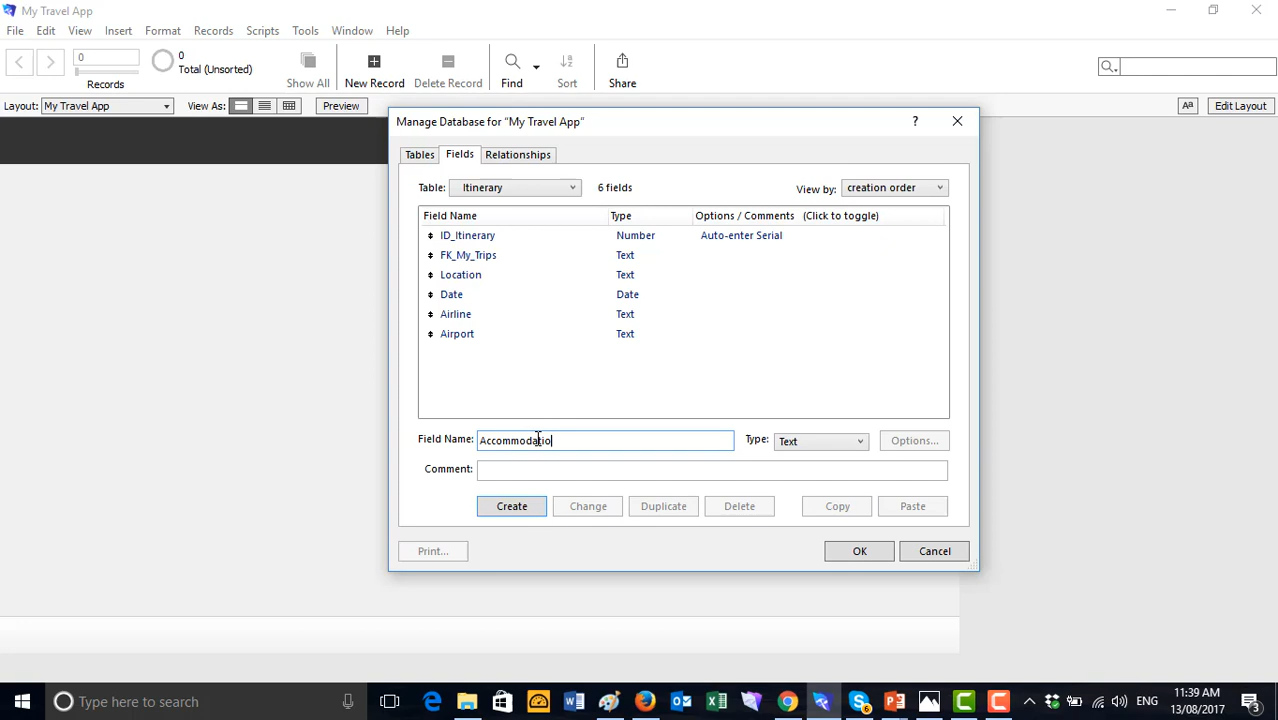 My Travel App
File Edit View Insert Format Records Scripts Tools Window Help
0
0
Total (Unsorted)
Records
Show All
New Record
Delete Record
Find
Sort
Share
Layout: My Travel App View As: Preview Aa Edit Layout
Manage Database for “My Travel App” ?
Tables Fields Relationships
Table: Itinerary 6 fields View by: creation order
Field Name Type Options / Comments (Click to toggle)
ID_Itinerary Number Auto-enter Serial
FK_My_Trips Text
Location Text
Date Date
Airline Text
Airport Text
Field Name: Accommodatio Type: Text Options...
Comment:
Create Change Duplicate Delete Copy Paste
Print... OK Cancel
Type here to search
6
ENG
11:39 AM
13/08/2017
3